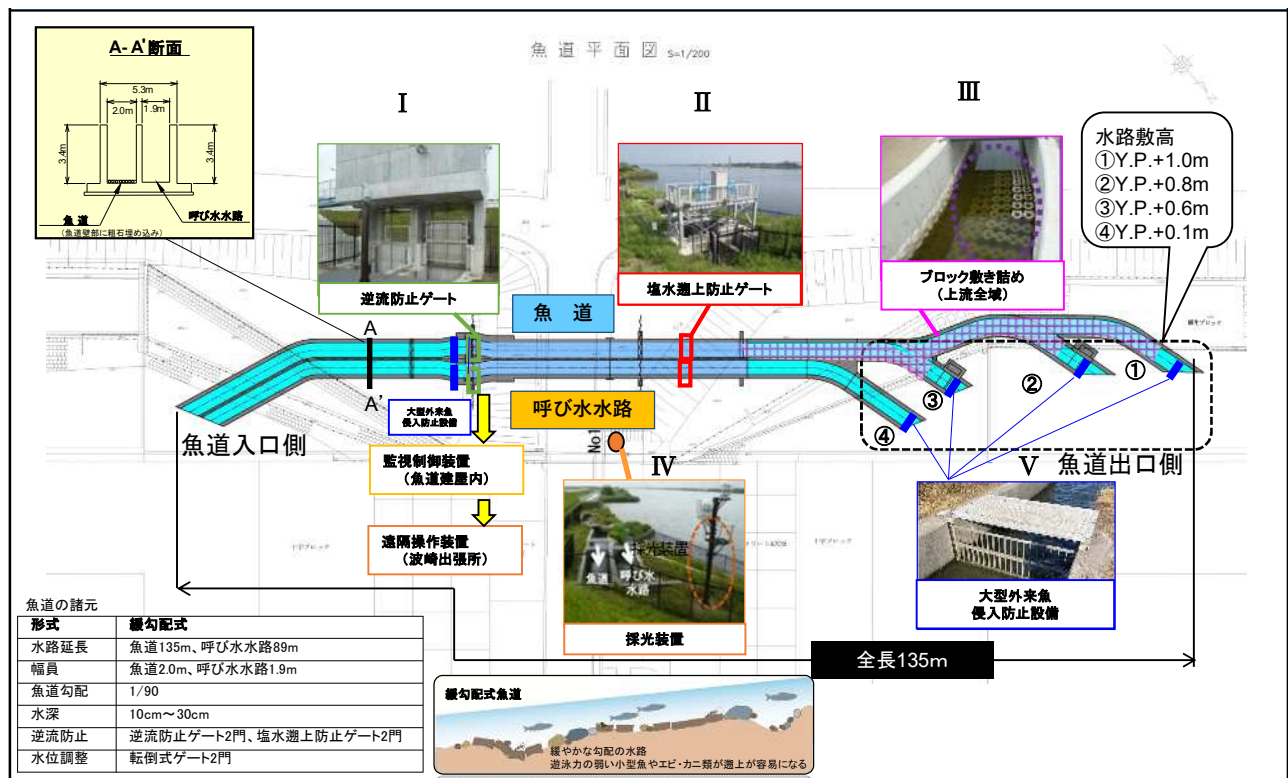 魚道平面図 S=1/200
A-A'断面
5.3m
2.0m
1.9m
3.4m
3.4m
魚道
呼び水水路
(魚道壁部に粗石埋め込み)
Ⅰ
Ⅱ
Ⅲ
逆流防止ゲート
塩水遡上防止ゲート
ブロック敷き詰め
(上流全域)
水路敷高
①Y.P.+1.0m
②Y.P.+0.8m
③Y.P.+0.6m
④Y.P.+0.1m
魚道
A
A'
呼び水水路
①
②
③
④
魚道入口側
魚道出口側
大型外来魚
侵入防止設備
監視制御装置
(魚道建屋内)
遠隔操作装置
(波崎出張所)
No1
Ⅳ
採光装置
魚道
呼び水
水路
採光装置
Ⅴ
大型外来魚
侵入防止設備
十字ブロック
十字ブロック
全長135m
魚道の諸元
形式 緩勾配式
水路延長 魚道135m、呼び水水路89m
幅員 魚道2.0m、呼び水水路1.9m
魚道勾配 1/90
水深 10cm~30cm
逆流防止 逆流防止ゲート2門、塩水遡上防止ゲート2門
水位調整 転倒式ゲート2門
緩勾配式魚道
緩やかな勾配の水路
遊泳力の弱い小型魚やエビ・カニ類が遡上が容易になる